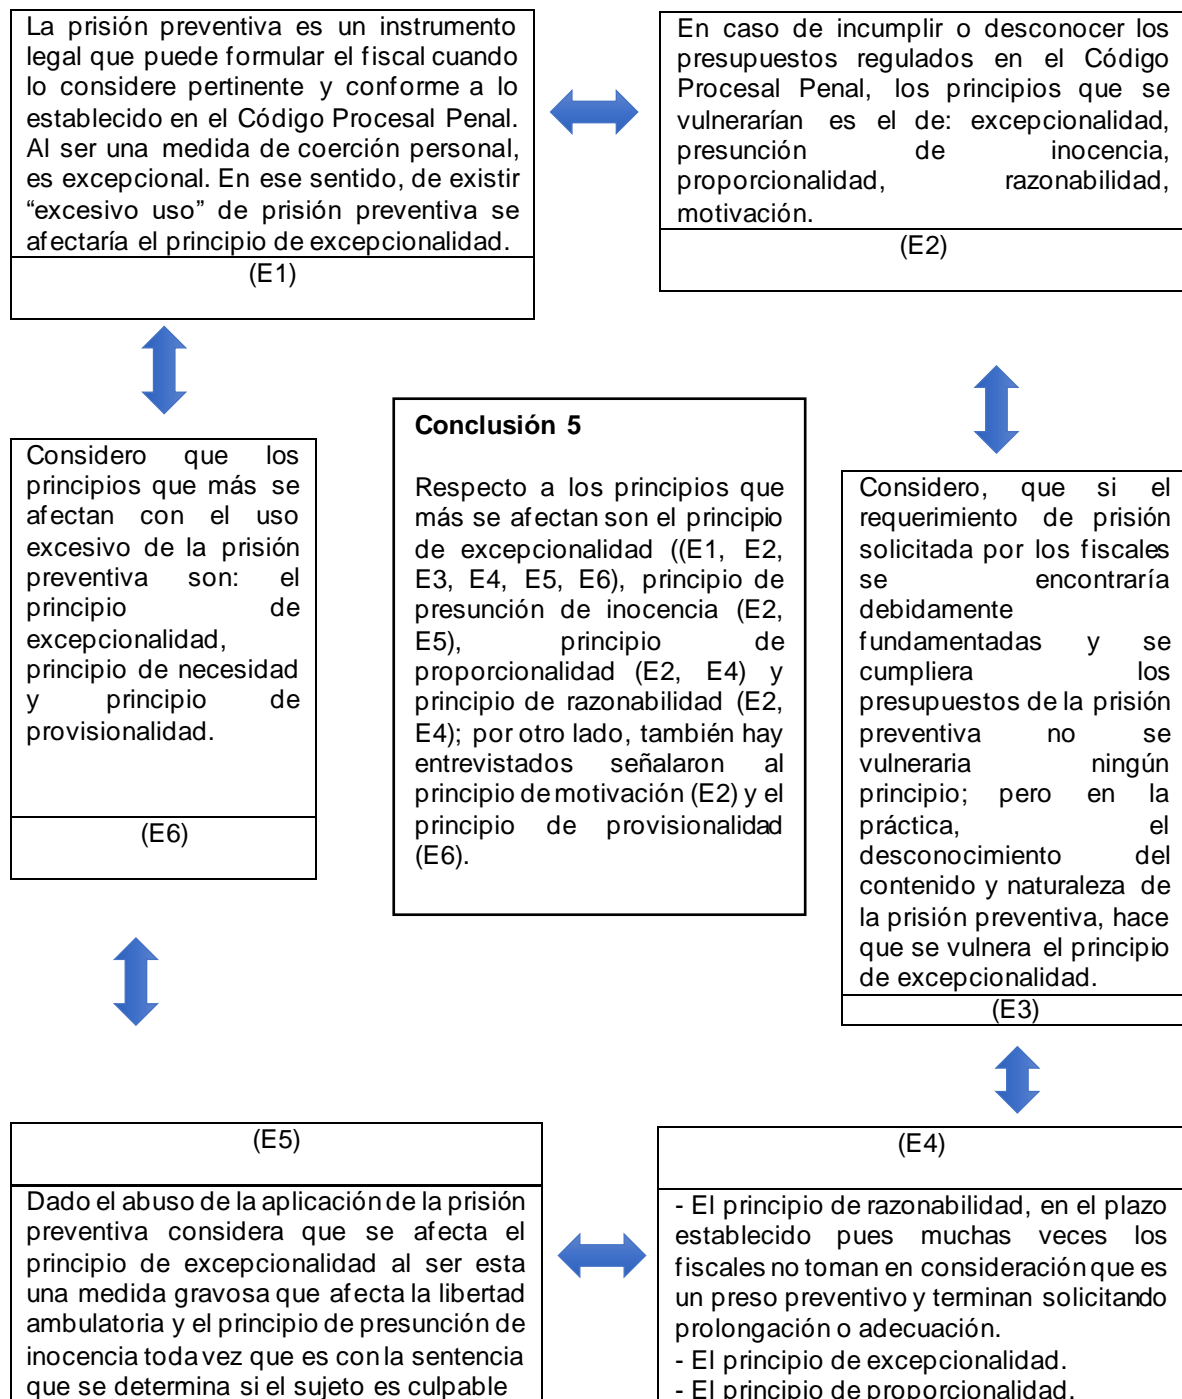 La prisión preventiva es un instrumento
legal que puede formular el fiscal cuando
lo considere pertinente y conforme a lo
establecido en el Código Procesal Penal.
Al ser una medida de coerción personal,
es excepcional. En ese sentido, de existir
“excesivo uso” de prisión preventiva se
afectaría el principio de excepcionalidad.
(E1)
En caso de incumplir o desconocer los
presupuestos regulados en el Código
Procesal Penal, los principios que se
vulnerarían es el de: excepcionalidad,
presunción de inocencia,
proporcionalidad, razonabilidad,
motivación.
(E2)
Considero que los
principios que más se
afectan con el uso
excesivo de la prisión
preventiva son: el
principio de
excepcionalidad,
principio de necesidad
y principio de
provisionalidad.
(E6)
Conclusión 5
Respecto a los principios que
más se afectan son el principio
de excepcionalidad ((E1, E2,
E3, E4, E5, E6), principio de
presunción de inocencia (E2,
E5), principio de
proporcionalidad (E2, E4) y
principio de razonabilidad (E2,
E4); por otro lado, también hay
entrevistados señalaron al
principio de motivación (E2) y el
principio de provisionalidad
(E6).
Considero, que si el
requerimiento de prisión
solicitada por los fiscales
se encontraría
debidamente
fundamentadas y se
cumpliera los
presupuestos de la prisión
preventiva no se
vulneraria ningún
principio; pero en la
práctica, el
desconocimiento del
contenido y naturaleza de
la prisión preventiva, hace
que se vulnera el principio
de excepcionalidad.
(E3)
(E5)
Dado el abuso de la aplicación de la prisión
preventiva considera que se afecta el
principio de excepcionalidad al ser esta
una medida gravosa que afecta la libertad
ambulatoria y el principio de presunción de
inocencia toda vez que es con la sentencia
que se determina si el sujeto es culpable
(E4)
- El principio de razonabilidad, en el plazo
establecido pues muchas veces los
fiscales no toman en consideración que es
un preso preventivo y terminan solicitando
prolongación o adecuación.
- El principio de excepcionalidad.
- El principio de proporcionalidad.